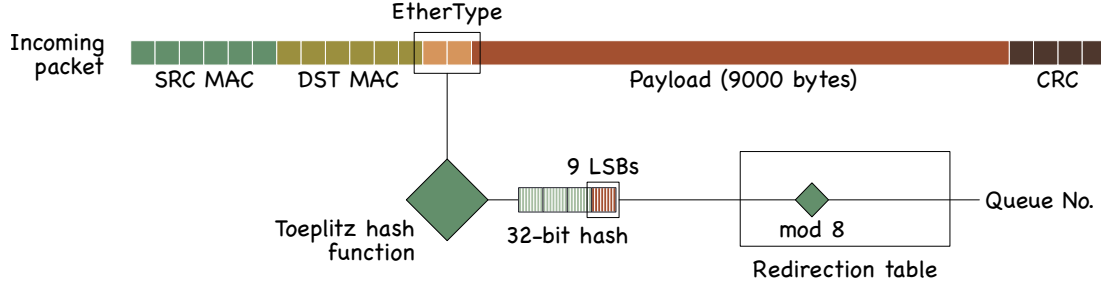 EtherType
Incoming
packet
SRC MAC
DST MAC
Payload (9000 bytes)
CRC
9 LSBs
Toeplitz hash
function
32-bit hash
mod 8
Queue No.
Redirection table